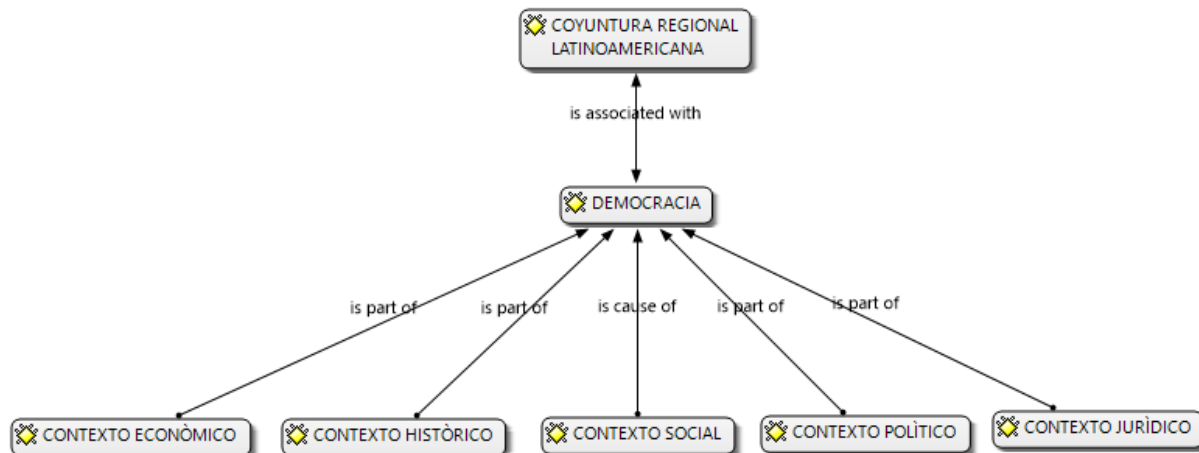 COYUNTURA REGIONAL
LATINOAMERICANA
is associated with
DEMOCRACIA
is part of
is part of
is cause of
is part of
is part of
CONTEXTO ECONÒMICO
CONTEXTO HISTÒRICO
CONTEXTO SOCIAL
CONTEXTO POLÌTICO
CONTEXTO JURÌDICO